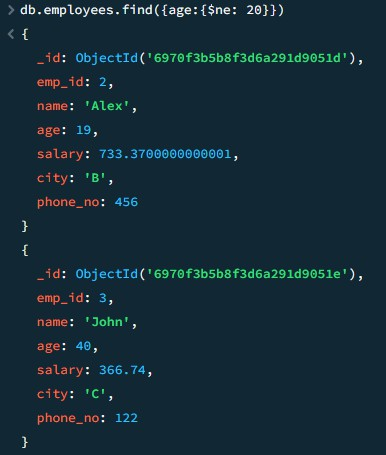 > db.employees.find({age:{$ne: 20}})
< {
_id: ObjectId('6970f3b5b8f3d6a291d9051d'),
emp_id: 2,
name: 'Alex',
age: 19,
salary: 733.3700000000001,
city: 'B',
phone_no: 456
}
{
_id: ObjectId('6970f3b5b8f3d6a291d9051e'),
emp_id: 3,
name: 'John',
age: 40,
salary: 366.74,
city: 'C',
phone_no: 122
}